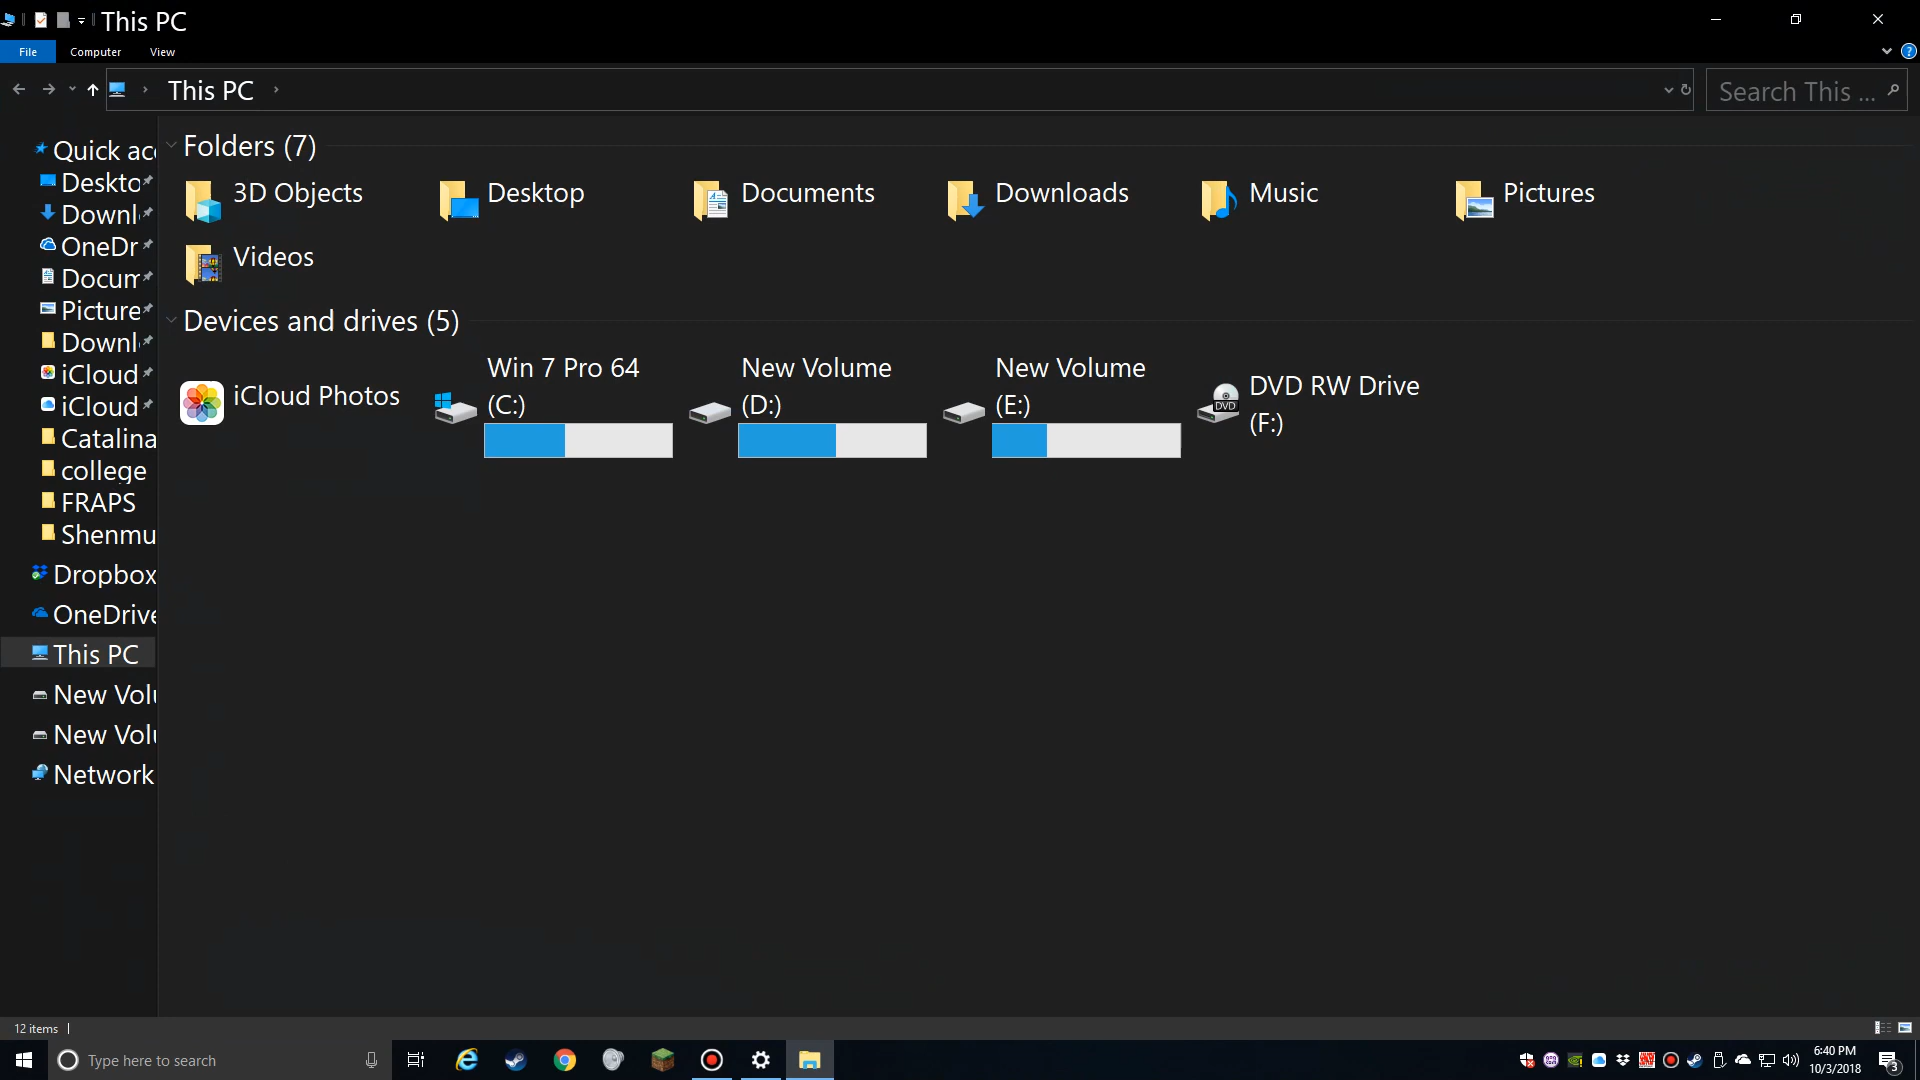 This PC
File Computer View
This PC
Search This ...
Quick acc
Deskto
Downl
OneDr
Docum
Picture
Downl
iCloud
iCloud
Catalina
college
FRAPS
Shenmu
Dropbox
OneDrive
This PC
New Volu
New Volu
Network
Folders (7)
3D Objects
Desktop
Documents
Downloads
Music
Pictures
Videos
Devices and drives (5)
iCloud Photos
Win 7 Pro 64
(C:)
New Volume
(D:)
New Volume
(E:)
DVD
DVD RW Drive
(F:)
12 items
Type here to search
6:40 PM
10/3/2018
3